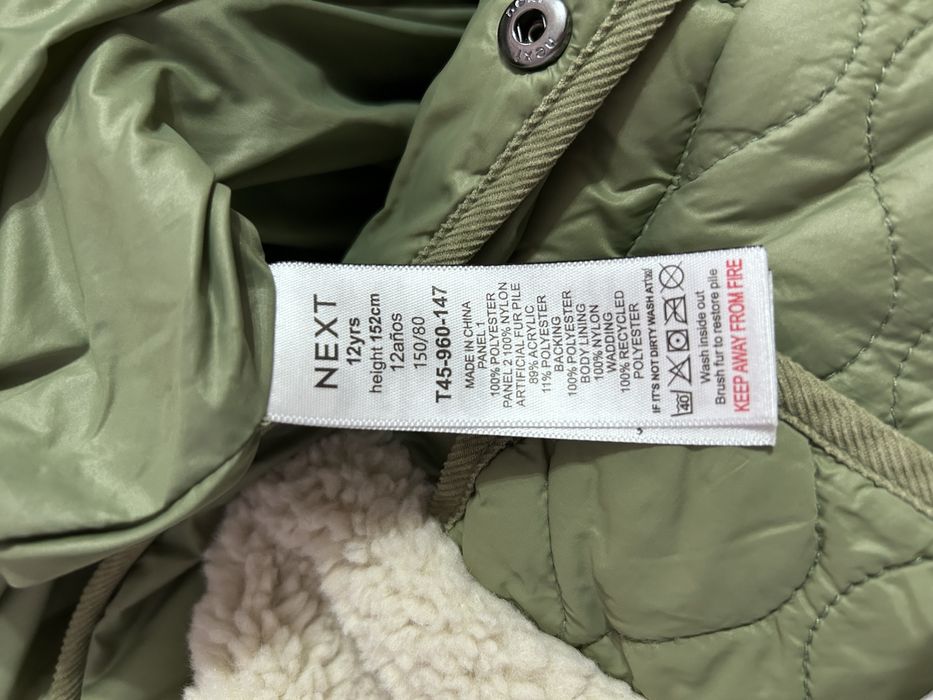 next
NEXT
12yrs
height 152cm
12años
150/80
T45-960-147
MADE IN CHINA
PANEL 1
100% POLYESTER
PANEL 2 100% NYLON
ARTIFICIAL FUR PILE
89% ACRYLIC
11% POLYESTER
BACKING
100% POLYESTER
BODY LINING
100% NYLON
WADDING
100% RECYCLED
POLYESTER
IF IT'S NOT DIRTY WASH AT(30)
40
Wash inside out
Brush fur to restore pile
KEEP AWAY FROM FIRE